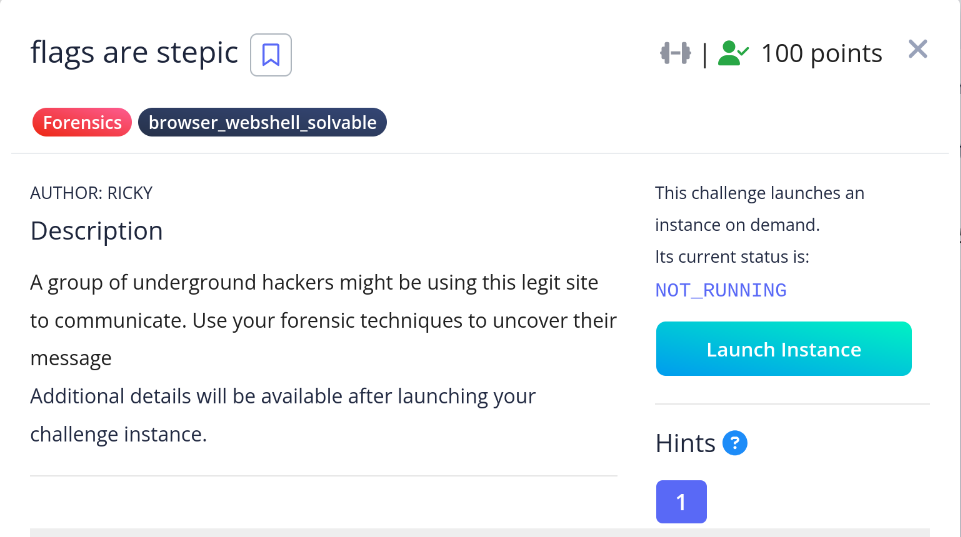 flags are stepic
| 100 points
Forensics browser_webshell_solvable
AUTHOR: RICKY
Description
A group of underground hackers might be using this legit site
to communicate. Use your forensic techniques to uncover their
message
Additional details will be available after launching your
challenge instance.
This challenge launches an
instance on demand.
Its current status is:
NOT_RUNNING
Launch Instance
Hints ?
1